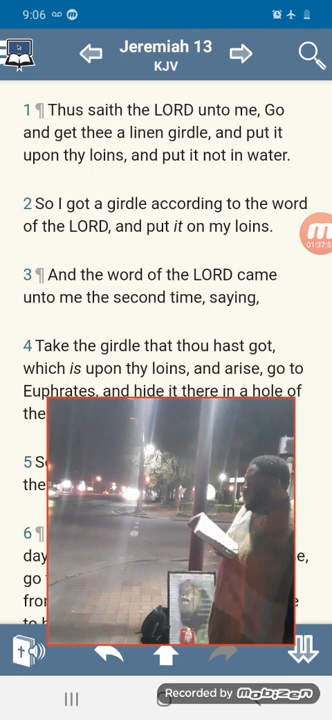 9:06
Jeremiah 13
KJV
1 ¶ Thus saith the LORD unto me, Go
and get thee a linen girdle, and put it
upon thy loins, and put it not in water.
2 So I got a girdle according to the word
of the LORD, and put it on my loins.
3 ¶ And the word of the LORD came
unto me the second time, saying,
4 Take the girdle that thou hast got,
which is upon thy loins, and arise, go to
Euphrates, and hide it there in a hole of
the
5
the
6 ¶
day
go
Recorded by mobizen